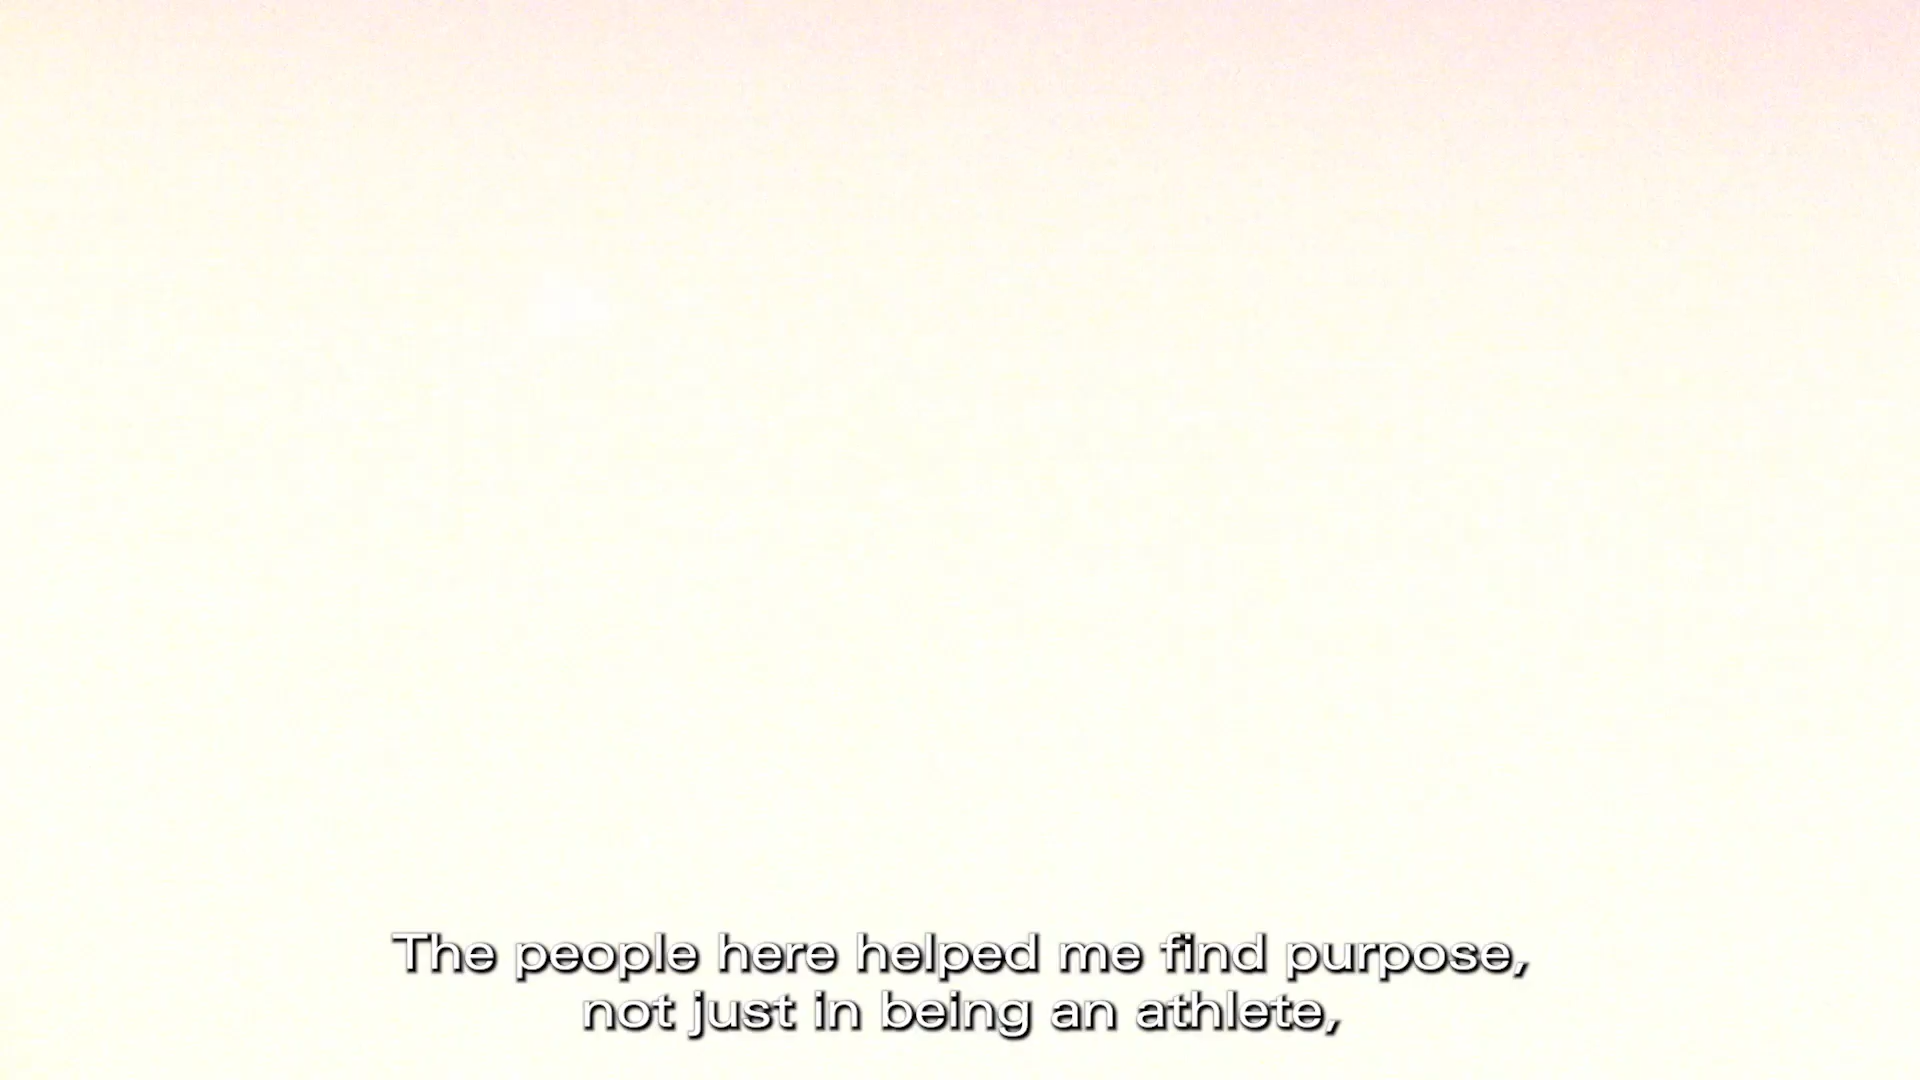 The people here helped me find purpose,
not just in being an athlete,